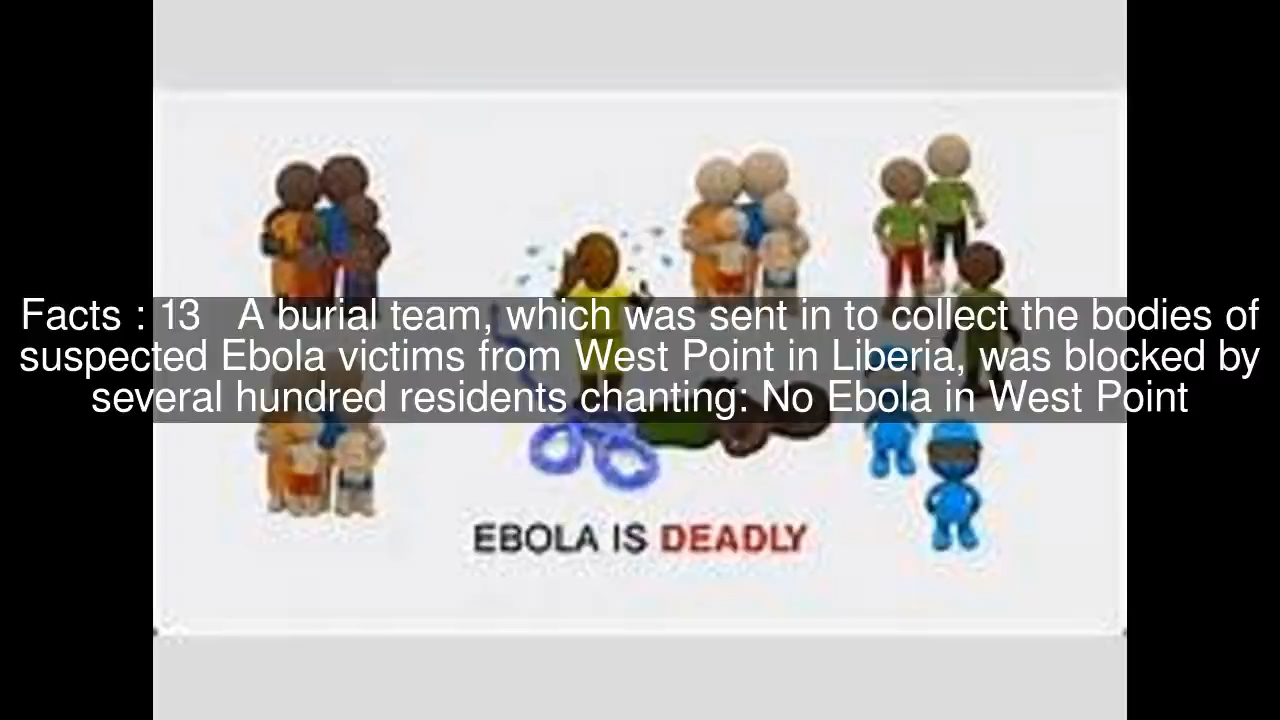 Facts : 13 A burial team, which was sent in to collect the bodies of
suspected Ebola victims from West Point in Liberia, was blocked by
several hundred residents chanting: No Ebola in West Point
EBOLA IS DEADLY